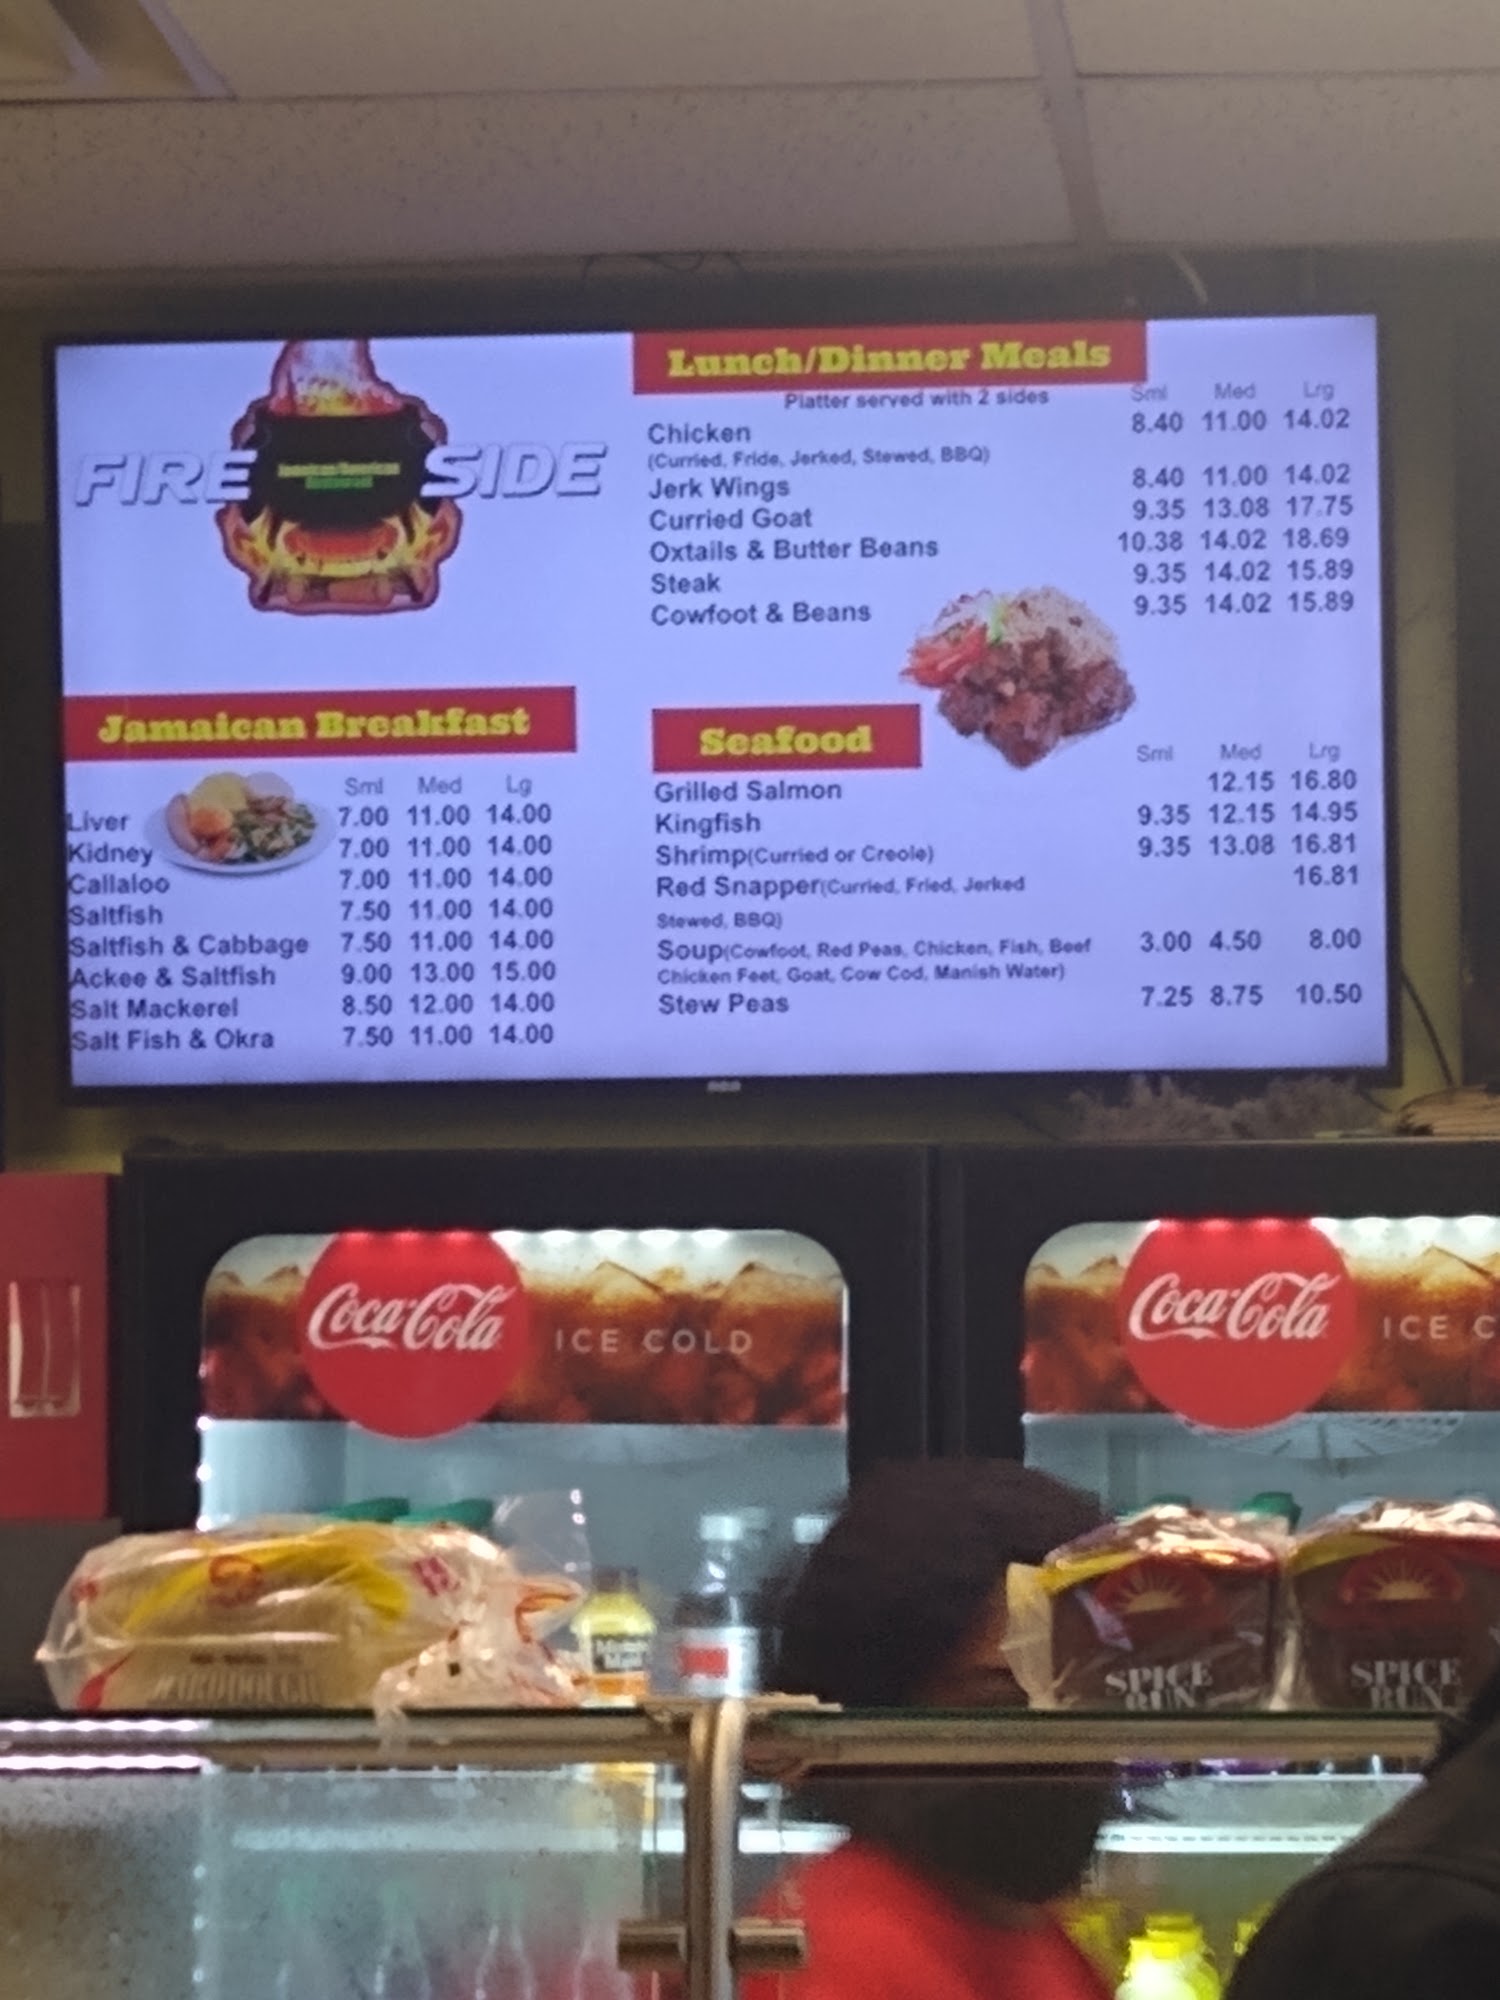 FIRE SIDE
Jamaican/American
Restaurant
Lunch/Dinner Meals
Platter served with 2 sides
Sml Med Lrg
Chicken 8.40 11.00 14.02
(Curried, Fride, Jerked, Stewed, BBQ)
Jerk Wings 8.40 11.00 14.02
Curried Goat 9.35 13.08 17.75
Oxtails & Butter Beans 10.38 14.02 18.69
Steak 9.35 14.02 15.89
Cowfoot & Beans 9.35 14.02 15.89
Jamaican Breakfast
Sml Med Lg
Liver 7.00 11.00 14.00
Kidney 7.00 11.00 14.00
Callaloo 7.00 11.00 14.00
Saltfish 7.50 11.00 14.00
Saltfish & Cabbage 7.50 11.00 14.00
Ackee & Saltfish 9.00 13.00 15.00
Salt Mackerel 8.50 12.00 14.00
Salt Fish & Okra 7.50 11.00 14.00
Seafood
Sml Med Lrg
Grilled Salmon 12.15 16.80
Kingfish 9.35 12.15 14.95
Shrimp(Curried or Creole) 9.35 13.08 16.81
Red Snapper(Curried, Fried, Jerked 16.81
Stewed, BBQ)
Soup(Cowfoot, Red Peas, Chicken, Fish, Beef 3.00 4.50 8.00
Chicken Feet, Goat, Cow Cod, Manish Water)
Stew Peas 7.25 8.75 10.50
RCA
Coca-Cola ICE COLD
Coca-Cola ICE C
HARDDOUGH
Minute
Maid
SPICE
BUN
SPICE
BUN